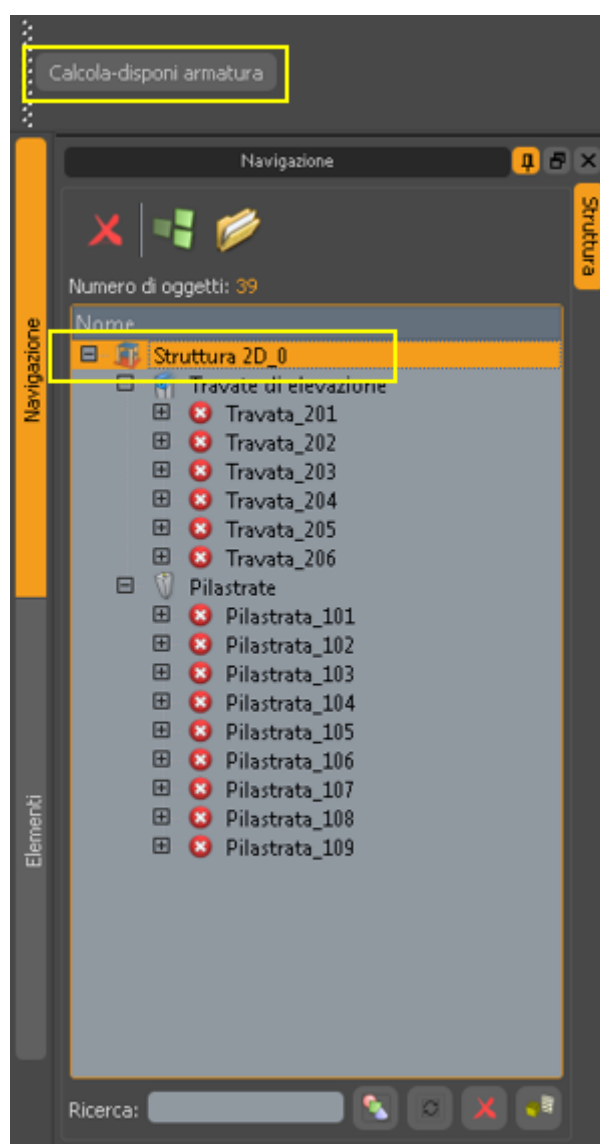 Calcola-disponi armatura
Navigazione
Struttura
Numero di oggetti: 39
Navigazione
Nome
Struttura 2D_0
Travate di elevazione
Travata_201
Travata_202
Travata_203
Travata_204
Travata_205
Travata_206
Pilastrate
Pilastrata_101
Pilastrata_102
Pilastrata_103
Pilastrata_104
Pilastrata_105
Pilastrata_106
Pilastrata_107
Pilastrata_108
Pilastrata_109
Elementi
Ricerca: